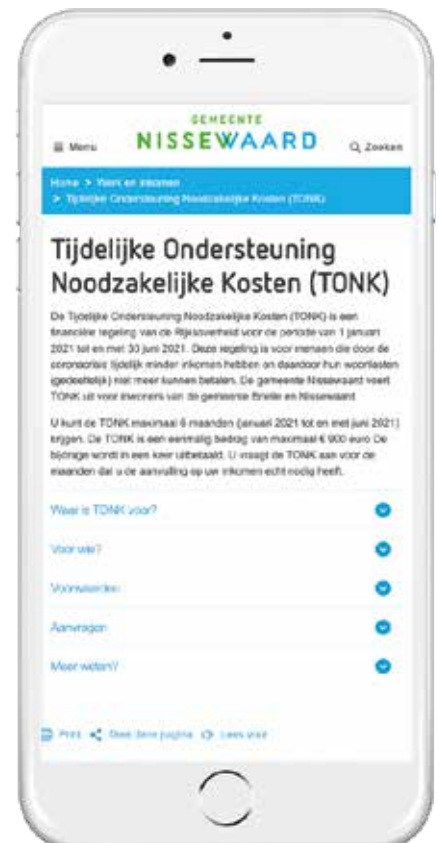 GEMEENTE
NISSEWAARD
Menu
Zoeken
Home > Werk en inkomen
> Tijdelijke Ondersteuning Noodzakelijke Kosten (TONK)
Tijdelijke Ondersteuning
Noodzakelijke Kosten (TONK)
De Tijdelijke Ondersteuning Noodzakelijke Kosten (TONK) is een
financiële regeling van de Rijksoverheid voor de periode van 1 januari
2021 tot en met 30 juni 2021. Deze regeling is voor mensen die door de
coronacrisis tijdelijk minder inkomen hebben en daardoor hun woonlasten
(gedeeltelijk) niet meer kunnen betalen. De gemeente Nissewaard voert
TONK uit voor inwoners van de gemeente Brielle en Nissewaard
U kunt de TONK maximaal 6 maanden (januari 2021 tot en met juni 2021)
krijgen. De TONK is een eenmalig bedrag van maximaal € 900 euro De
bijdrage wordt in een keer uitbetaald. U vraagt de TONK aan voor de
maanden dat u de aanvulling op uw inkomen echt nodig heeft.
Waar is TONK voor?
Voor wie?
Voorwaarden
Aanvragen
Meer weten?
Print Deel deze pagina Lees voor